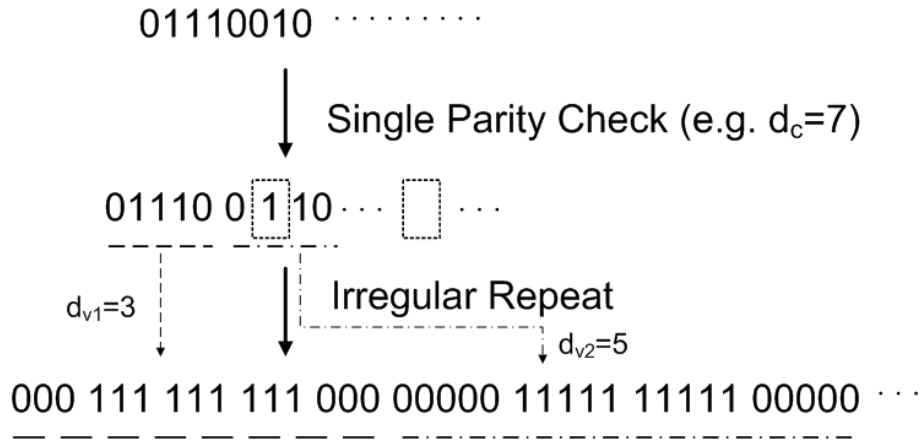 01110010 ·········
Single Parity Check (e.g. d_c=7)
01110 0 1 10··· ···
d_v1=3
Irregular Repeat
d_v2=5
000 111 111 111 000 00000 11111 11111 00000 ···